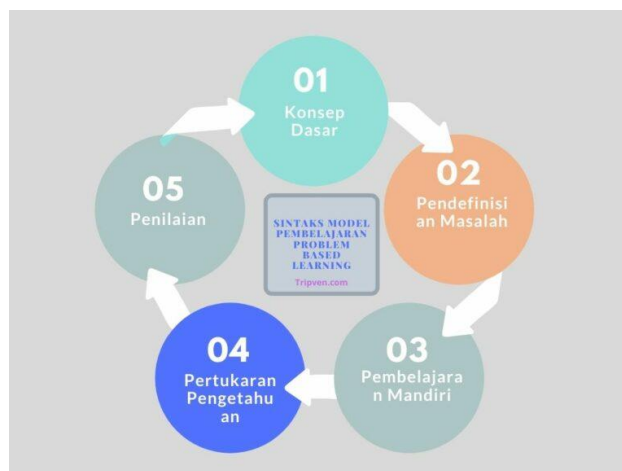 01
Konsep
Dasar
02
Pendefinisi
an Masalah
03
Pembelajara
n Mandiri
04
Pertukaran
Pengetahu
an
05
Penilaian
SINTAKS MODEL
PEMBELAJARAN
PROBLEM
BASED
LEARNING
Tripven.com